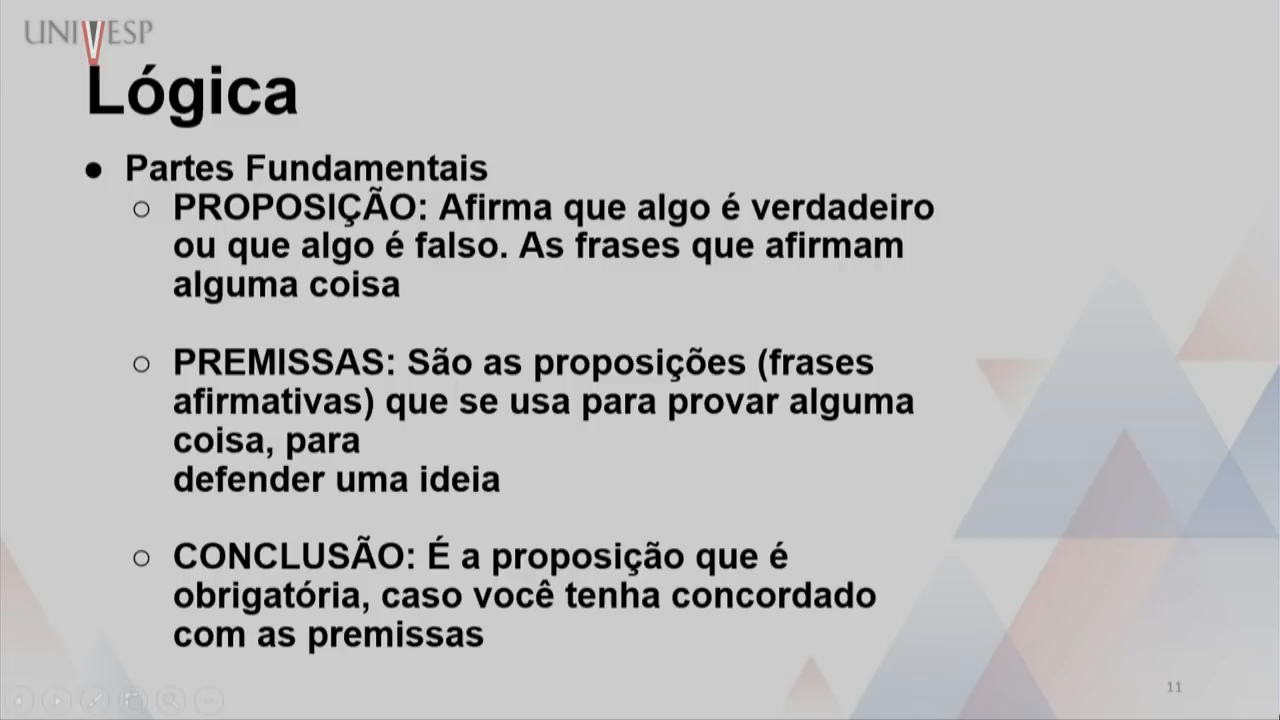 UNIVESP
Lógica
● Partes Fundamentais
○ PROPOSIÇÃO: Afirma que algo é verdadeiro
ou que algo é falso. As frases que afirmam
alguma coisa
○ PREMISSAS: São as proposições (frases
afirmativas) que se usa para provar alguma
coisa, para
defender uma ideia
○ CONCLUSÃO: É a proposição que é
obrigatória, caso você tenha concordado
com as premissas
11